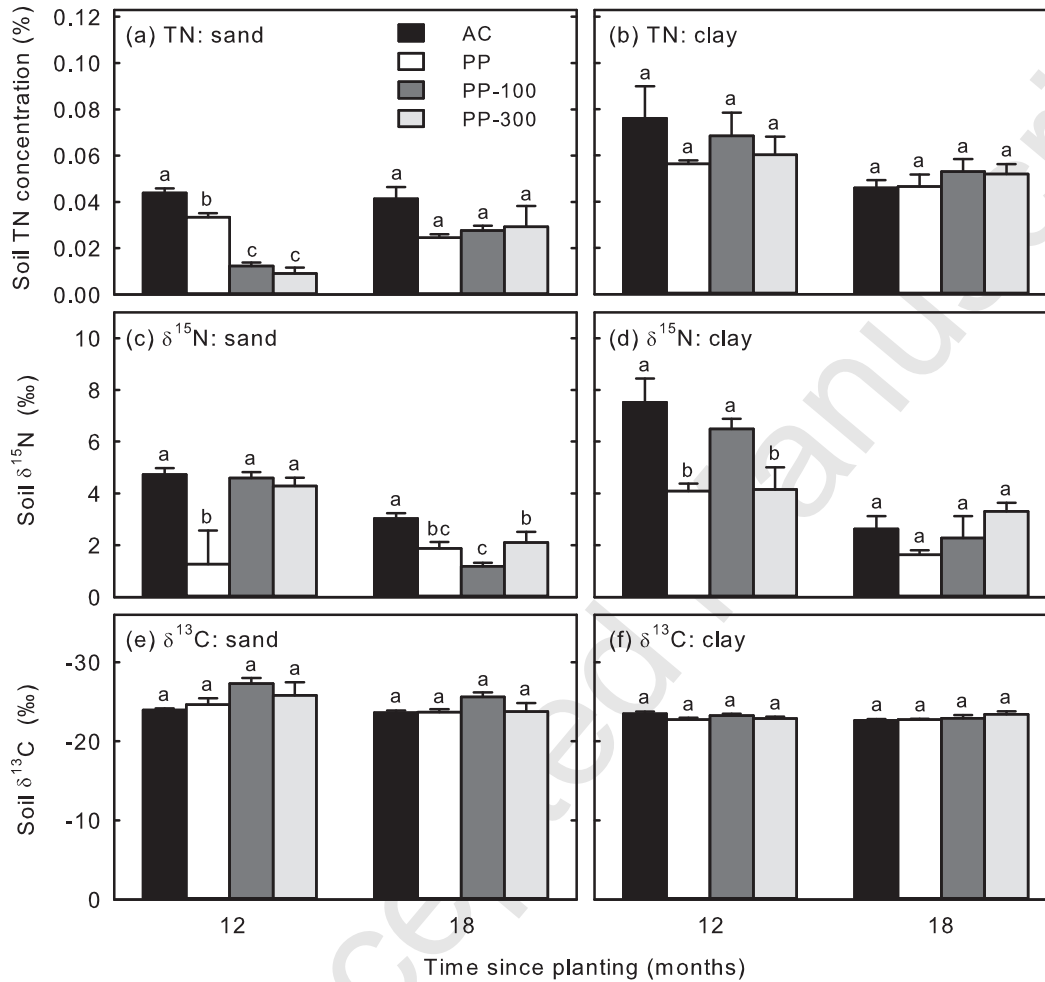 Soil TN concentration (%)
0.12
0.10
0.08
0.06
0.04
0.02
0.00
(a) TN: sand
AC
PP
PP-100
PP-300
a
b
c
c
a
a
a
a
(b) TN: clay
a
a
a
a
a
a
a
a
Soil δ15N (‰)
10
8
6
4
2
0
(c) δ15N: sand
a
b
a
a
a
bc
c
b
(d) δ15N: clay
a
b
a
b
a
a
a
a
Soil δ13C (‰)
-30
-20
-10
0
(e) δ13C: sand
a
a
a
a
a
a
a
a
(f) δ13C: clay
a
a
a
a
a
a
a
a
12
18
12
18
Time since planting (months)